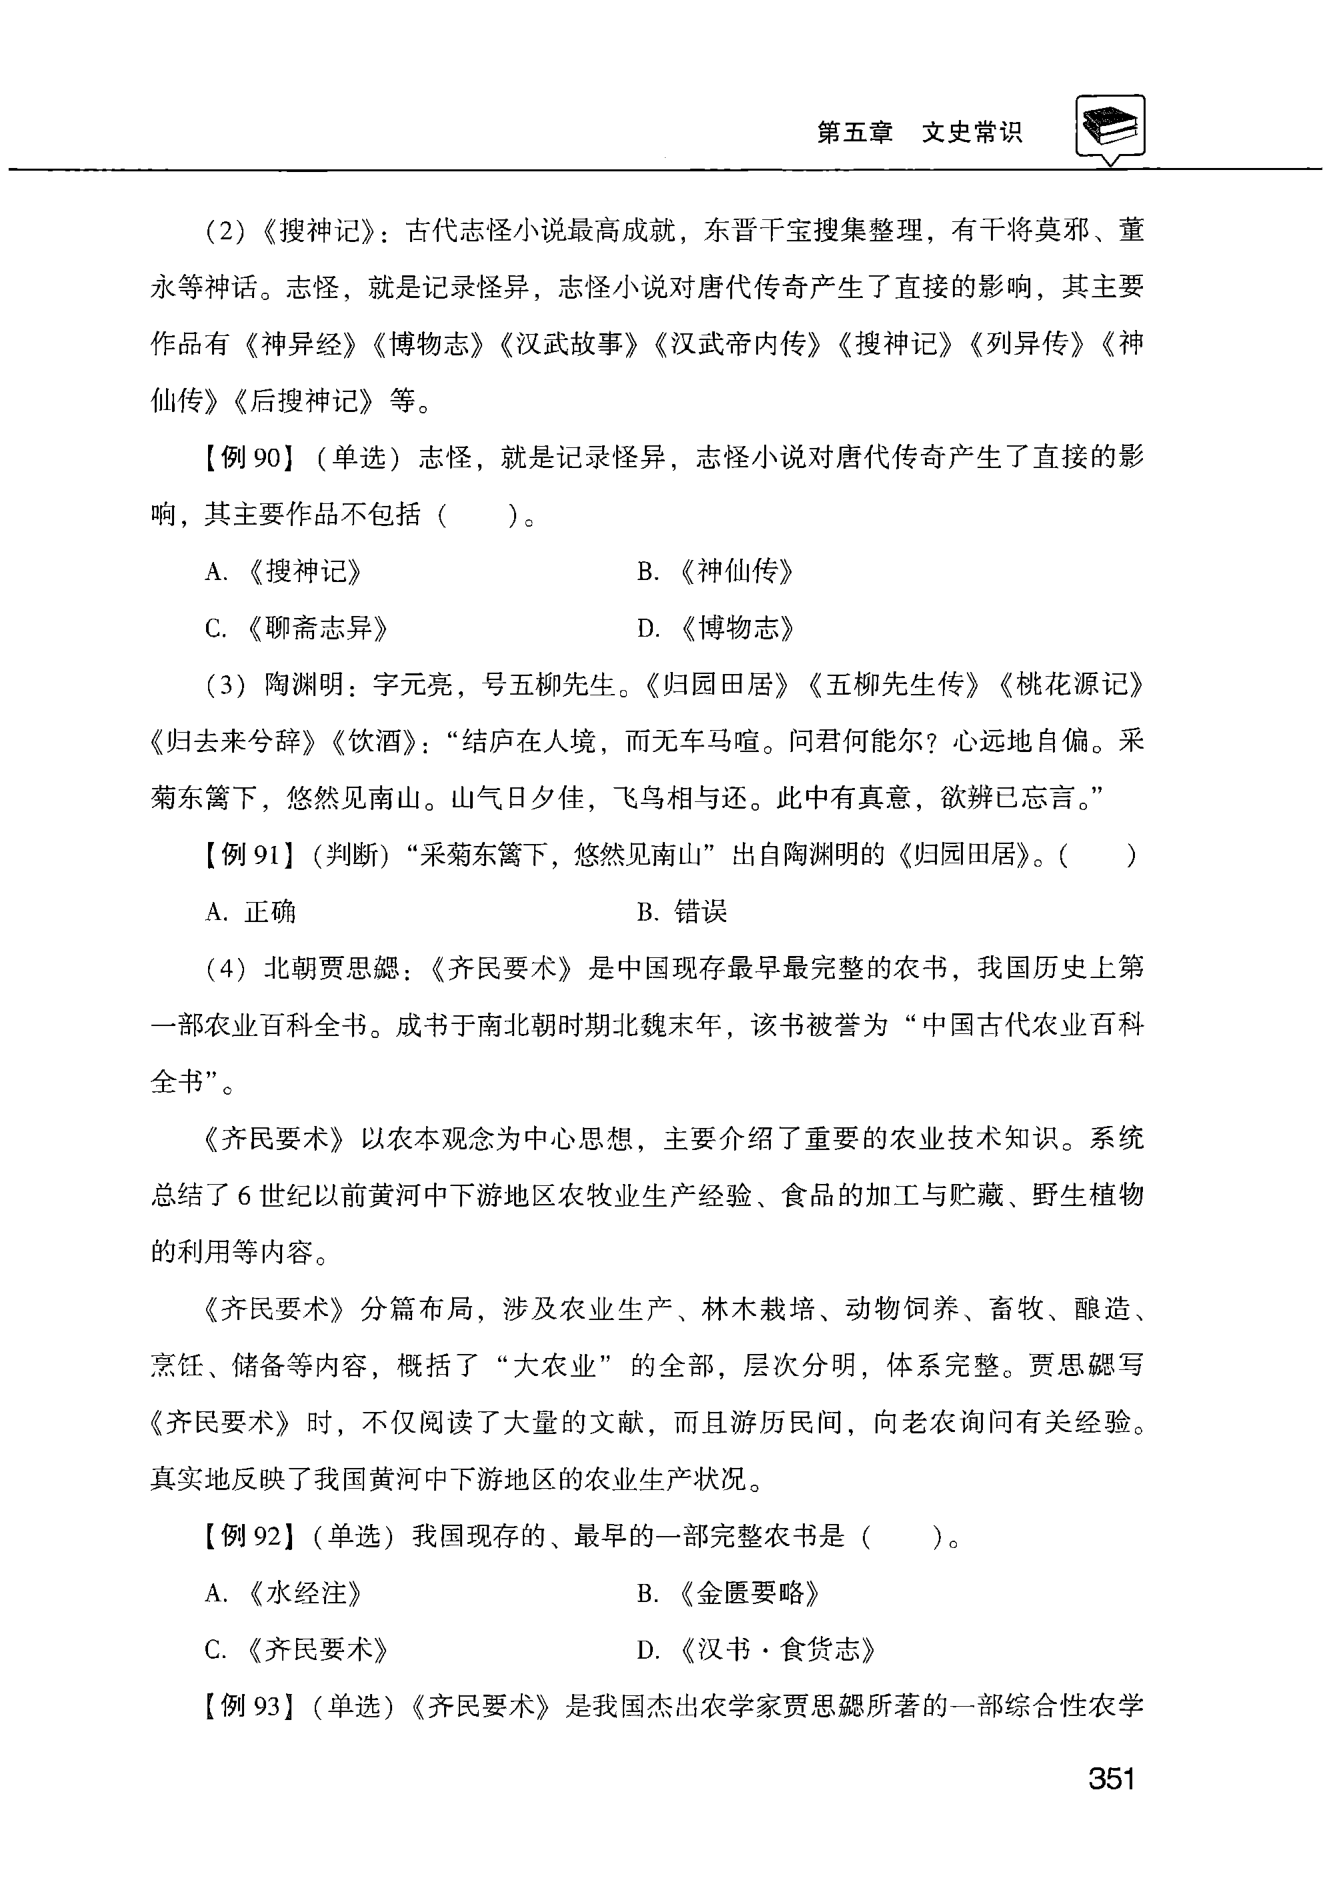 第五章 文史常识
(2)《搜神记》：古代志怪小说最高成就，东晋干宝搜集整理，有干将莫邪、董
永等神话。志怪，就是记录怪异，志怪小说对唐代传奇产生了直接的影响，其主要
作品有《神异经》《博物志》《汉武故事》《汉武帝内传》《搜神记》《列异传》《神
仙传》《后搜神记》等。
【例 90】（单选）志怪，就是记录怪异，志怪小说对唐代传奇产生了直接的影
响，其主要作品不包括（　　）。
A. 《搜神记》　　B. 《神仙传》
C. 《聊斋志异》　　D. 《博物志》
(3) 陶渊明：字元亮，号五柳先生。《归园田居》《五柳先生传》《桃花源记》
《归去来兮辞》《饮酒》：“结庐在人境，而无车马喧。问君何能尔？心远地自偏。采
菊东篱下，悠然见南山。山气日夕佳，飞鸟相与还。此中有真意，欲辨已忘言。”
【例 91】（判断）“采菊东篱下，悠然见南山”出自陶渊明的《归园田居》。（　　）
A. 正确　　B. 错误
(4) 北朝贾思勰：《齐民要术》是中国现存最早最完整的农书，我国历史上第
一部农业百科全书。成书于南北朝时期北魏末年，该书被誉为“中国古代农业百科
全书”。
《齐民要术》以农本观念为中心思想，主要介绍了重要的农业技术知识。系统
总结了 6 世纪以前黄河中下游地区农牧业生产经验、食品的加工与贮藏、野生植物
的利用等内容。
《齐民要术》分篇布局，涉及农业生产、林木栽培、动物饲养、畜牧、酿造、
烹饪、储备等内容，概括了“大农业”的全部，层次分明，体系完整。贾思勰写
《齐民要术》时，不仅阅读了大量的文献，而且游历民间，向老农询问有关经验。
真实地反映了我国黄河中下游地区的农业生产状况。
【例 92】（单选）我国现存的、最早的一部完整农书是（　　）。
A. 《水经注》　　B. 《金匮要略》
C. 《齐民要术》　　D. 《汉书·食货志》
【例 93】（单选）《齐民要术》是我国杰出农学家贾思勰所著的一部综合性农学
351